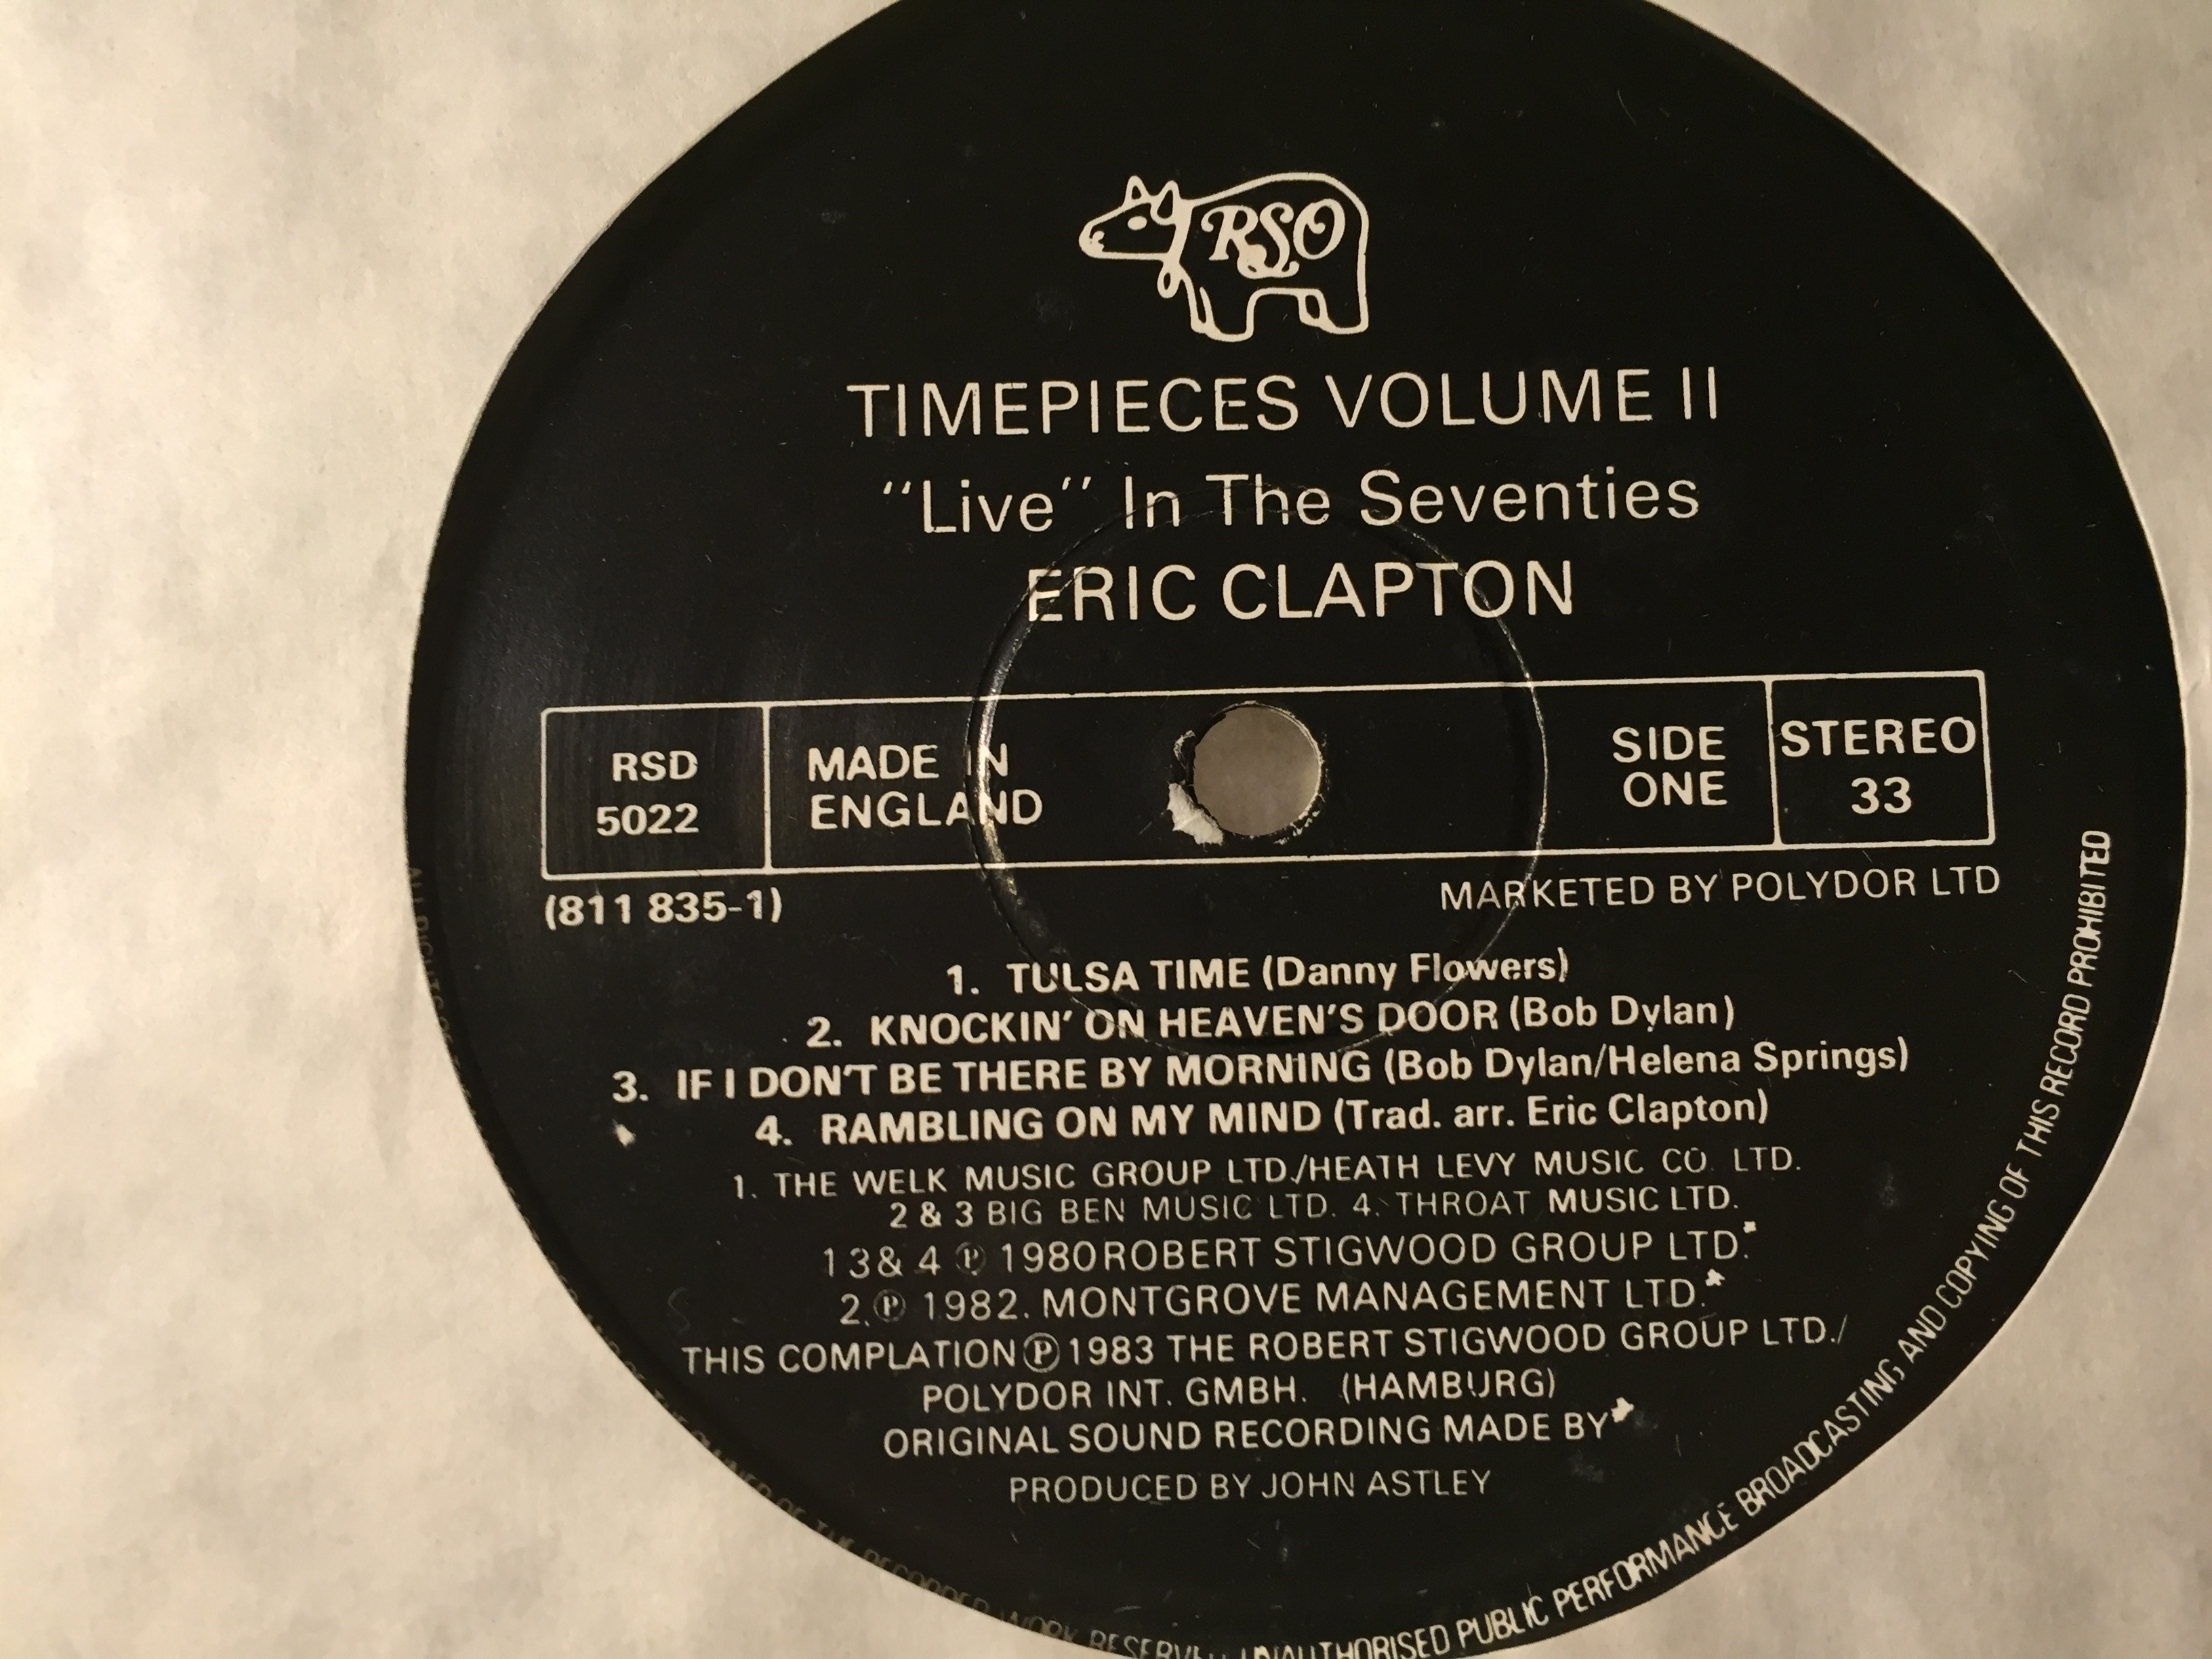 RSO
TIMEPIECES VOLUME II
"Live" In The Seventies
ERIC CLAPTON
RSD
5022
MADE IN
ENGLAND
SIDE
ONE
STEREO
33
(811 835-1)
MARKETED BY POLYDOR LTD
1. TULSA TIME (Danny Flowers)
2. KNOCKIN' ON HEAVEN'S DOOR (Bob Dylan)
3. IF I DON'T BE THERE BY MORNING (Bob Dylan/Helena Springs)
4. RAMBLING ON MY MIND (Trad. arr. Eric Clapton)
1. THE WELK MUSIC GROUP LTD./HEATH LEVY MUSIC CO. LTD.
2 & 3 BIG BEN MUSIC LTD. 4. THROAT MUSIC LTD.
1 3 & 4 ℗ 1980 ROBERT STIGWOOD GROUP LTD.*
2. ℗ 1982. MONTGROVE MANAGEMENT LTD.*
THIS COMPLATION ℗ 1983 THE ROBERT STIGWOOD GROUP LTD./
POLYDOR INT. GMBH. (HAMBURG)
ORIGINAL SOUND RECORDING MADE BY*
PRODUCED BY JOHN ASTLEY
OF THE RECORDED WORK RESERVED UNAUTHORISED PUBLIC PERFORMANCE BROADCASTING AND COPYING OF THIS RECORD PROHIBITED